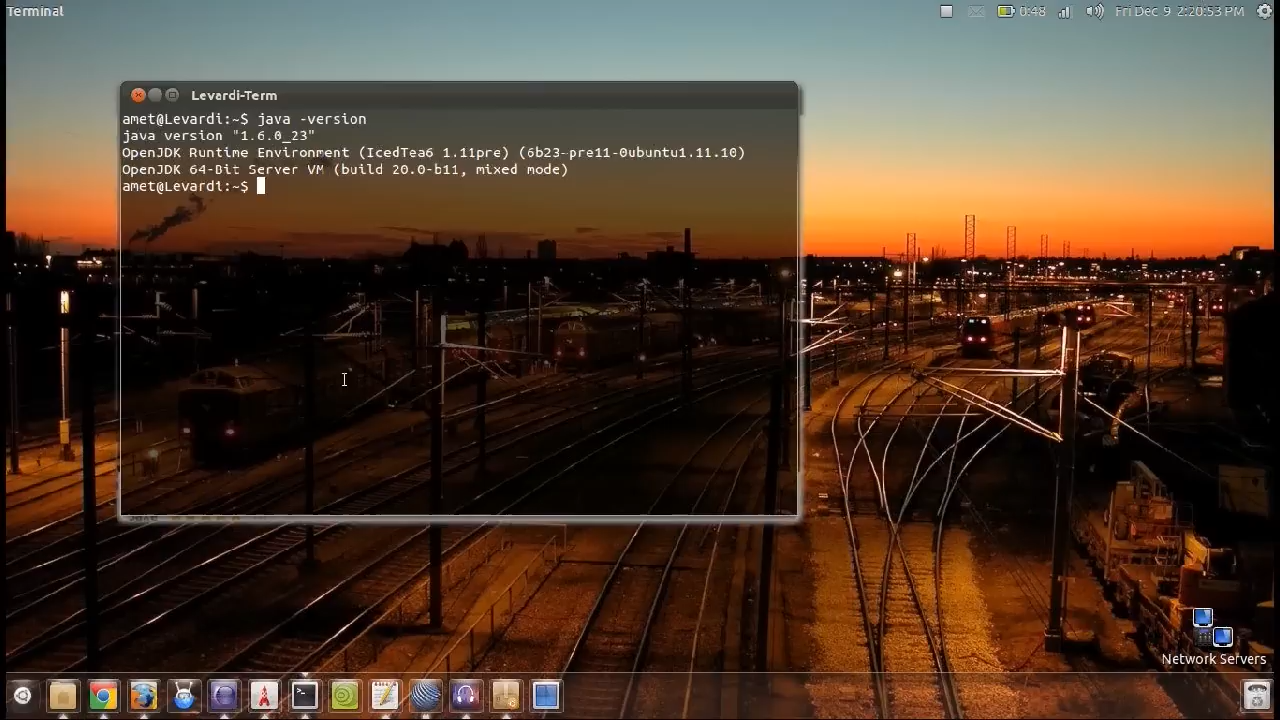 Terminal
0:48
Fri Dec 9 2:20:53 PM
Levardi-Term
amet@Levardi:~$ java -version
java version "1.6.0_23"
OpenJDK Runtime Environment (IcedTea6 1.11pre) (6b23~pre11-0ubuntu1.11.10)
OpenJDK 64-Bit Server VM (build 20.0-b11, mixed mode)
amet@Levardi:~$
Network Servers